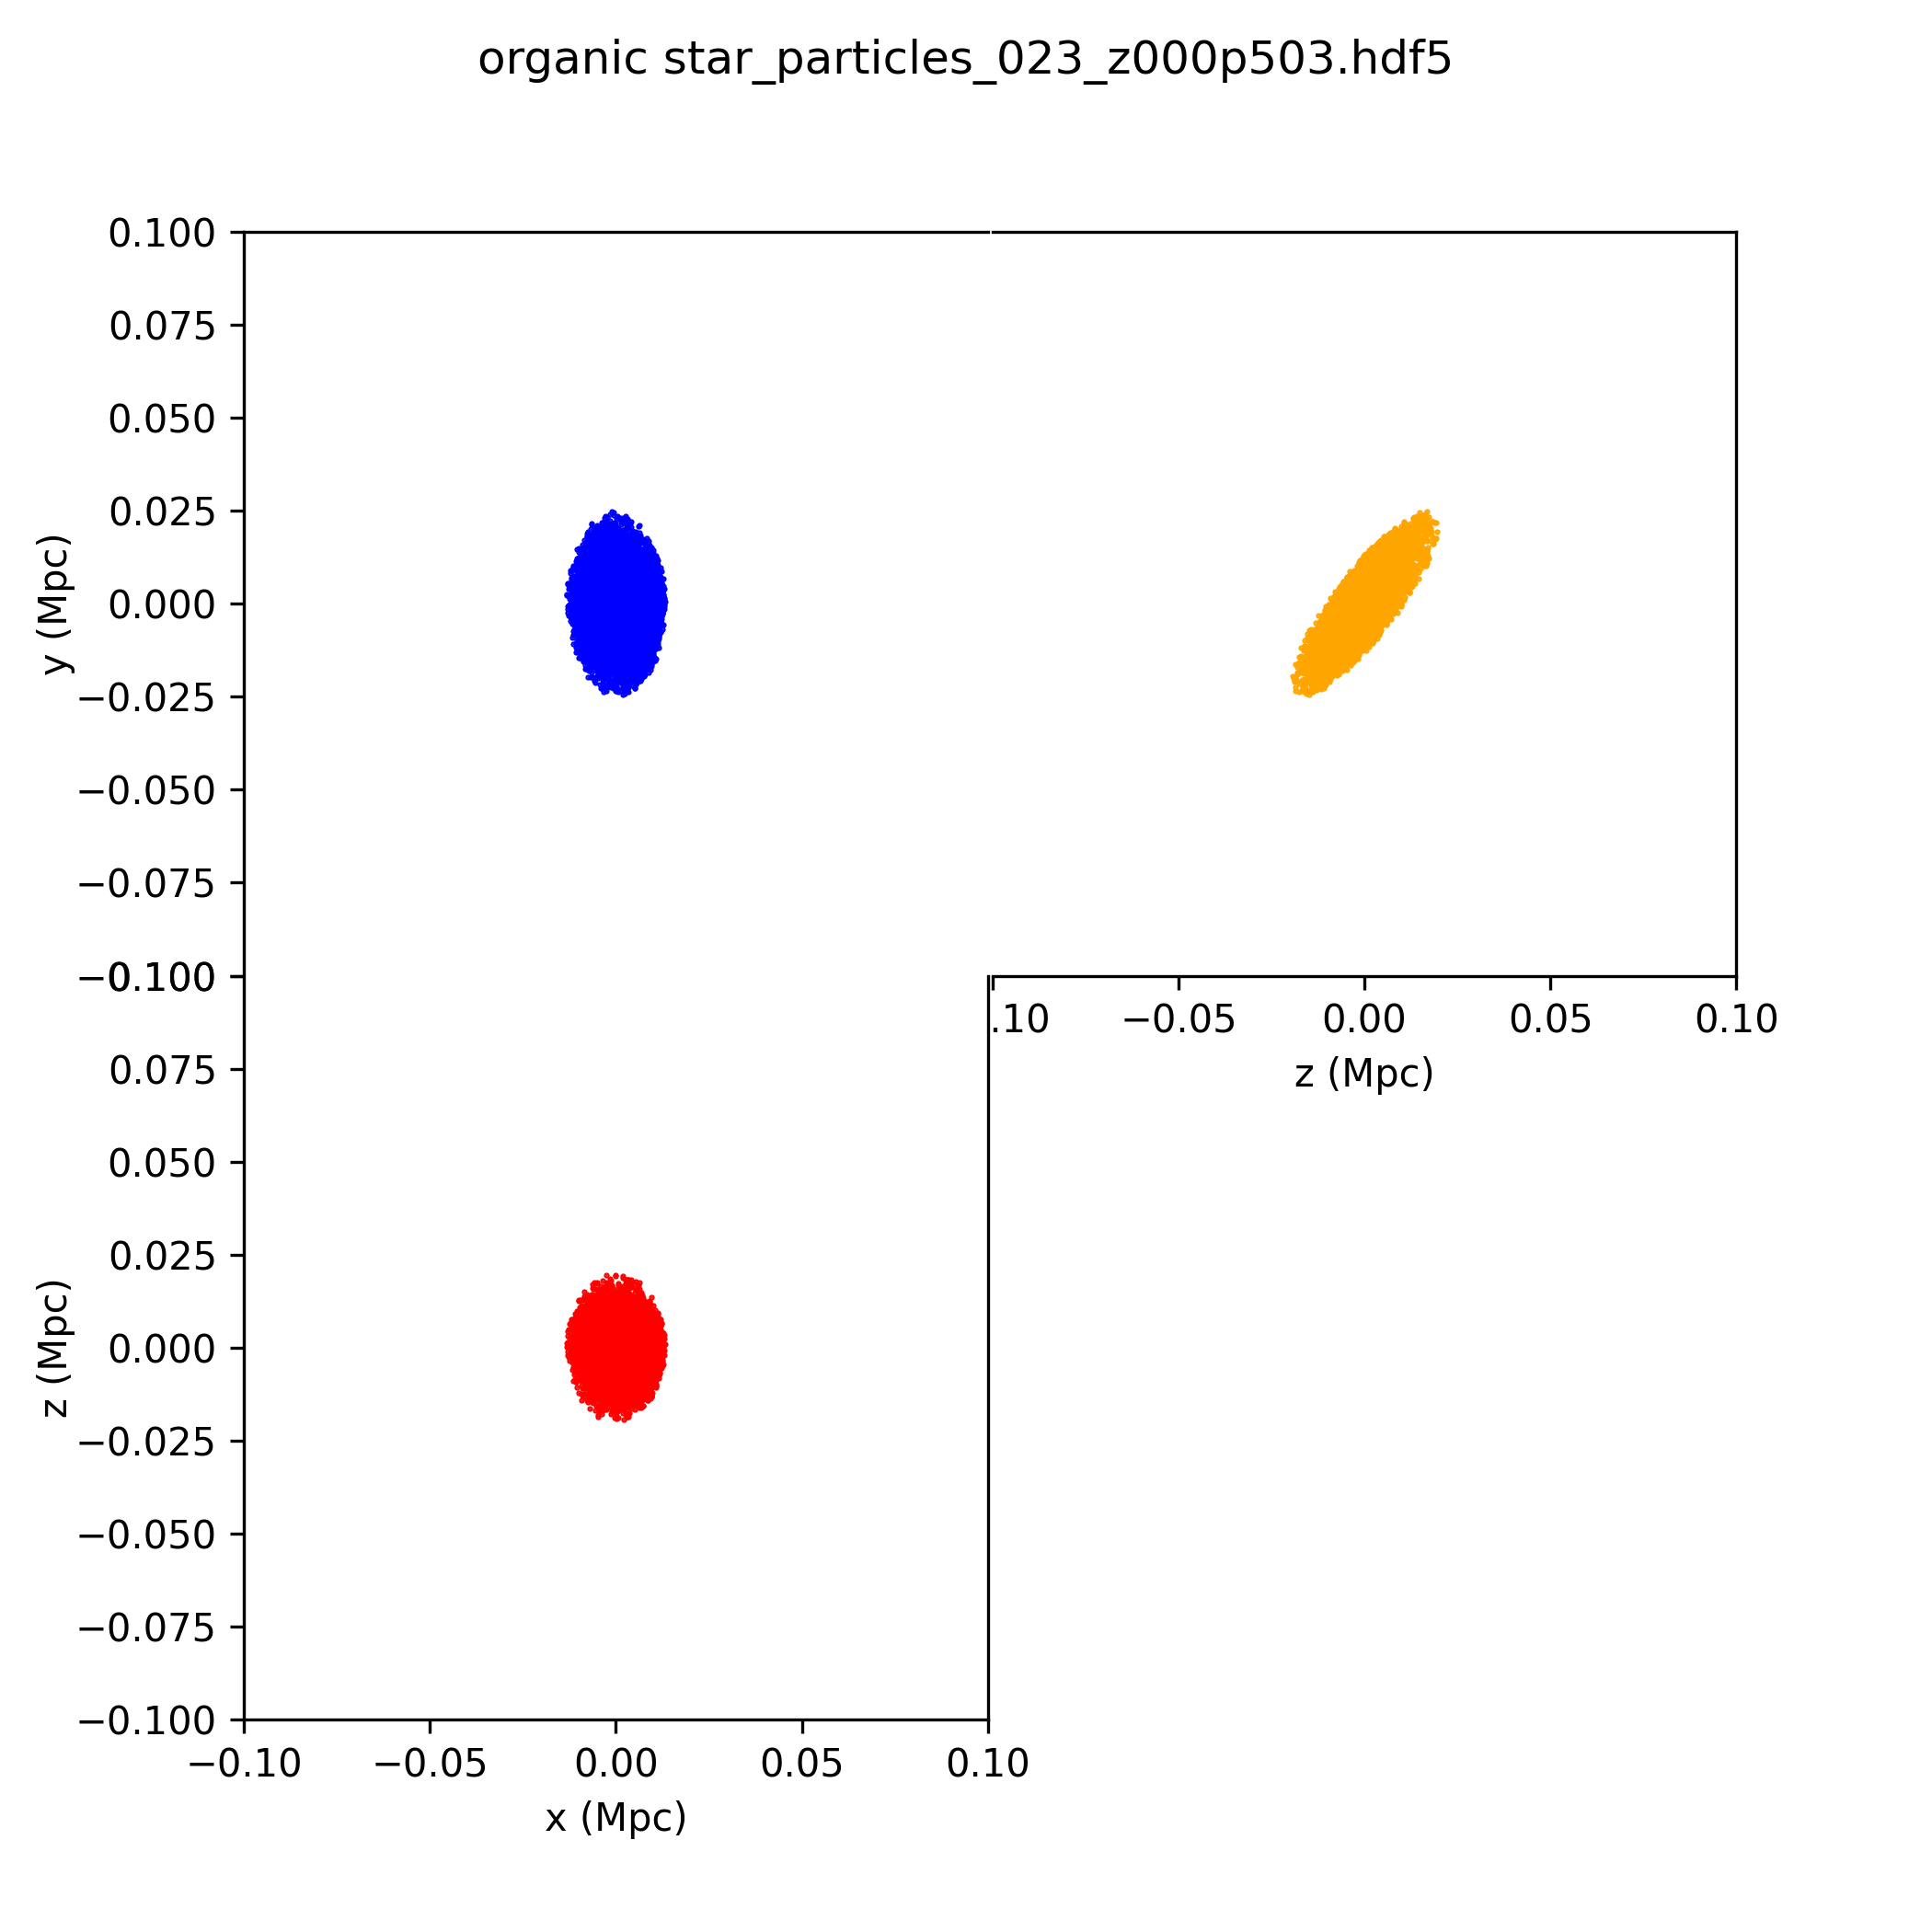 organic star_particles_023_z000p503.hdf5
0.100
0.075
0.050
0.025
0.000
−0.025
−0.050
−0.075
−0.100
y (Mpc)
.10 −0.05 0.00 0.05 0.10
z (Mpc)
0.075
0.050
0.025
0.000
−0.025
−0.050
−0.075
−0.100
z (Mpc)
−0.10 −0.05 0.00 0.05 0.10
x (Mpc)